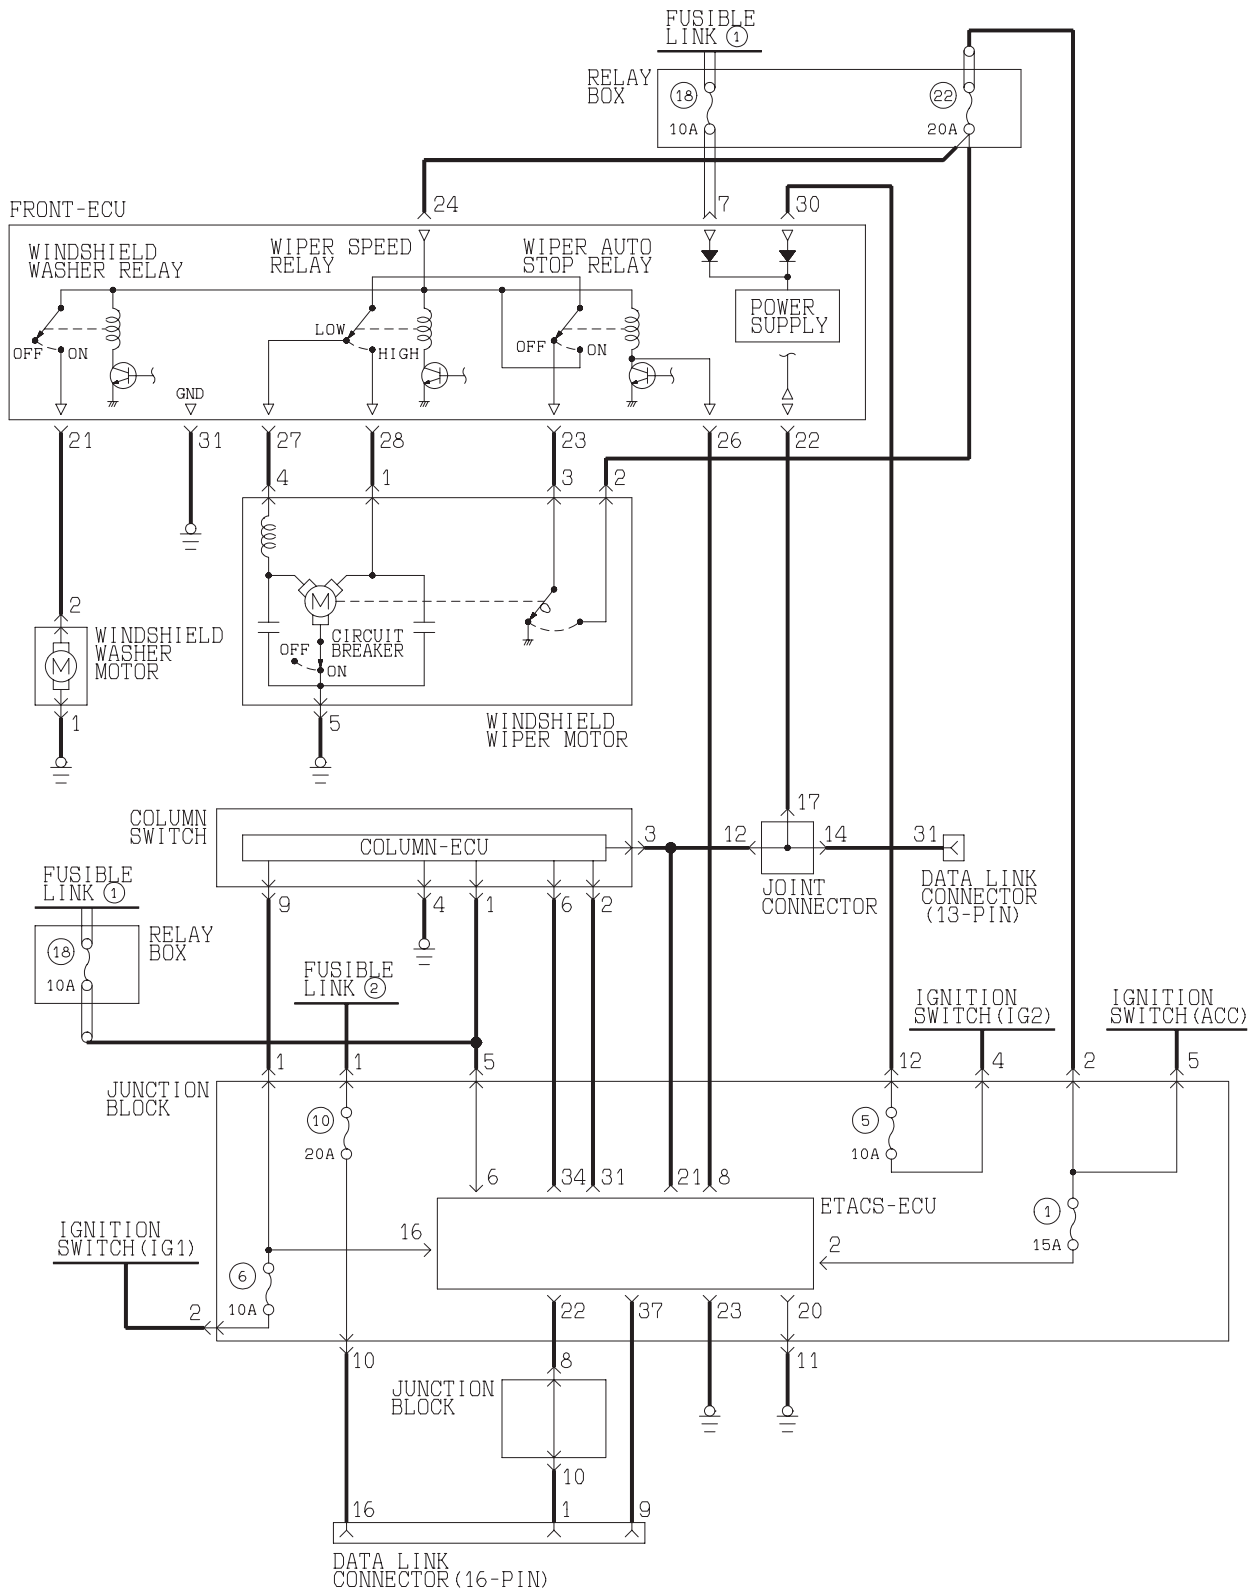 FUSIBLE
LINK ①
RELAY
BOX
18
10A
22
20A
24
7
30
FRONT-ECU
WINDSHIELD
WASHER RELAY
WIPER SPEED
RELAY
WIPER AUTO
STOP RELAY
POWER
SUPPLY
LOW
HIGH
OFF
ON
OFF
ON
GND
21
31
27
28
23
26
22
4
1
3
2
2
WINDSHIELD
WASHER
MOTOR
M
1
M
CIRCUIT
BREAKER
OFF
ON
5
WINDSHIELD
WIPER MOTOR
COLUMN
SWITCH
COLUMN-ECU
3
12
17
14
31
JOINT
CONNECTOR
DATA LINK
CONNECTOR
(13-PIN)
FUSIBLE
LINK ①
9
4
1
6
2
18
10A
RELAY
BOX
FUSIBLE
LINK ②
IGNITION
SWITCH(IG2)
IGNITION
SWITCH(ACC)
1
1
5
12
4
2
5
JUNCTION
BLOCK
10
20A
5
10A
6
34
31
21
8
ETACS-ECU
1
15A
16
2
IGNITION
SWITCH(IG1)
6
10A
2
22
37
23
20
10
8
11
JUNCTION
BLOCK
10
16
1
9
DATA LINK
CONNECTOR(16-PIN)